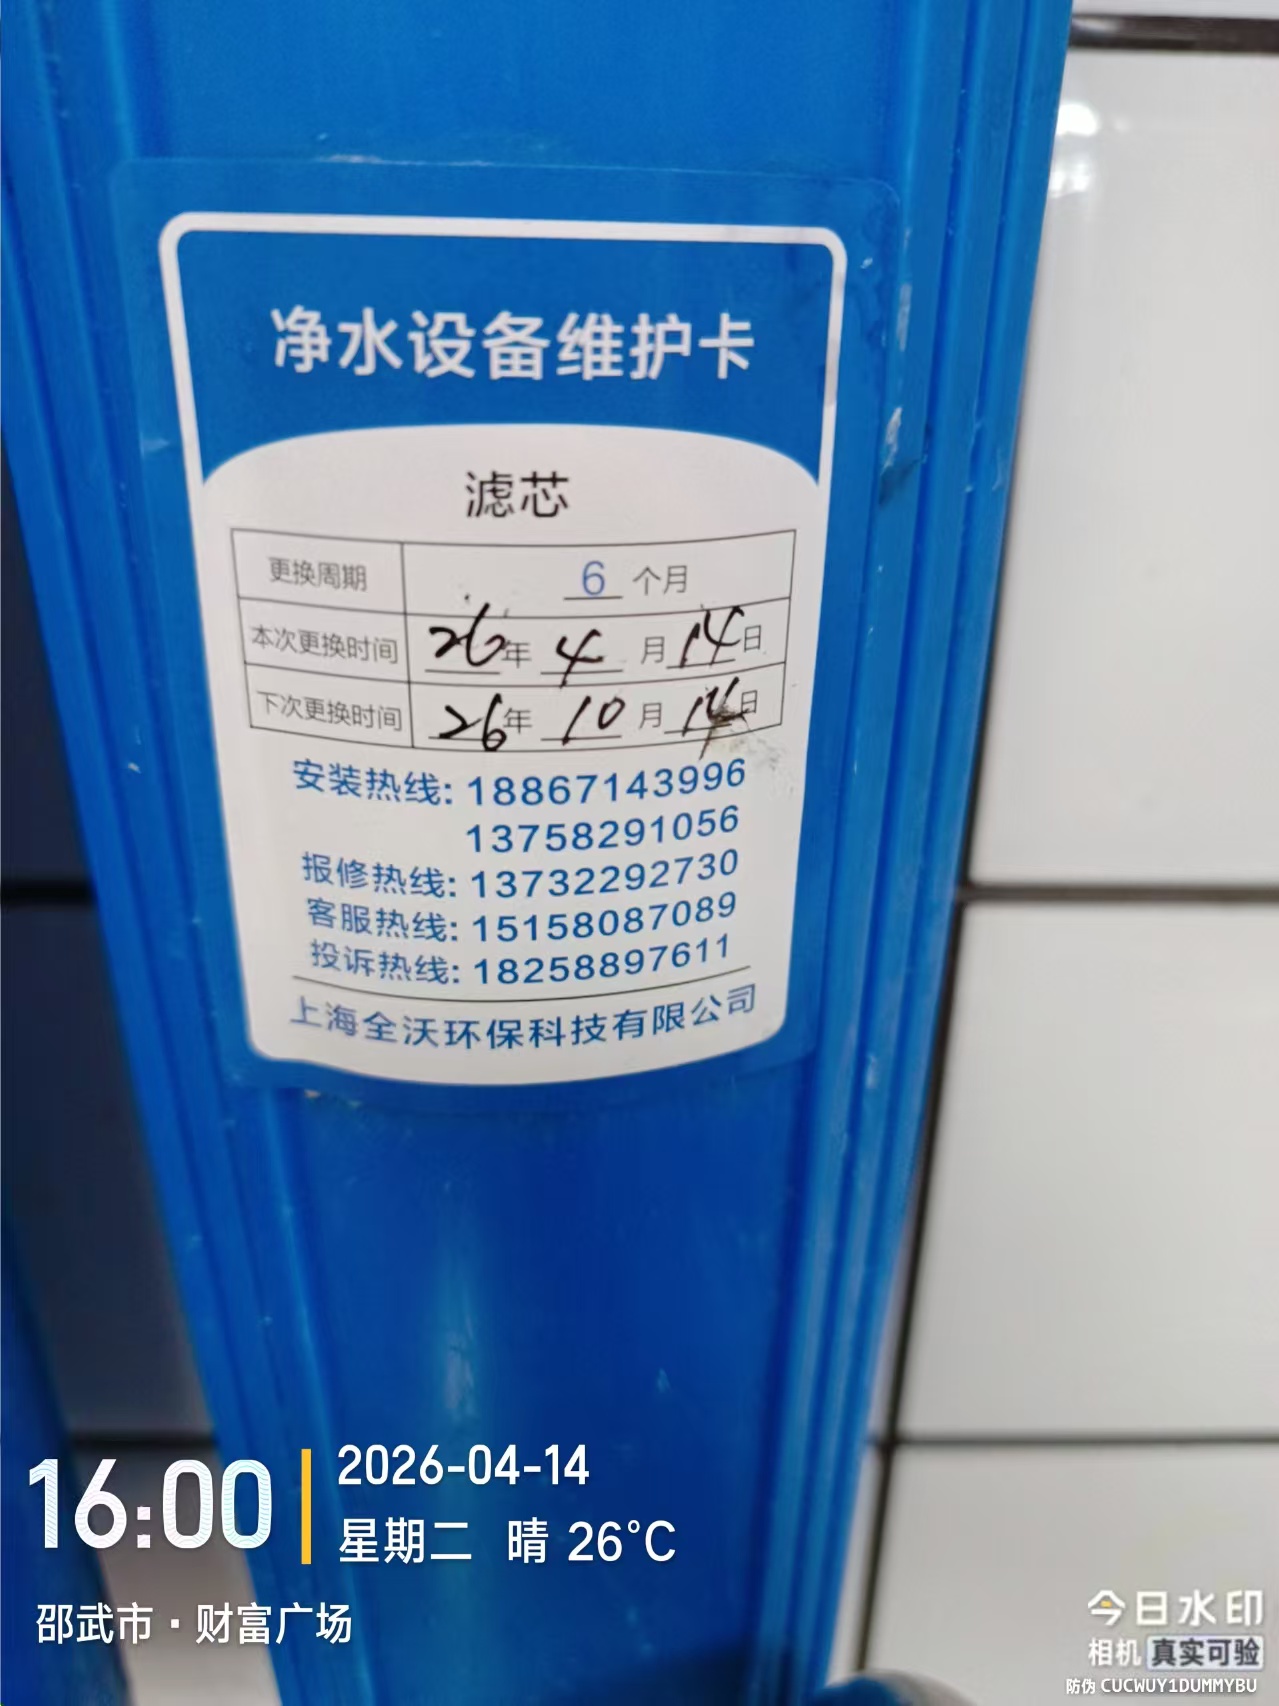 净水设备维护卡
滤芯
更换周期 6 个月
本次更换时间 26年 4 月 14日
下次更换时间 26年 10 月 14日
安装热线: 18867143996
13758291056
报修热线: 13732292730
客服热线: 15158087089
投诉热线: 18258897611
上海全沃环保科技有限公司
16:00
2026-04-14
星期二 晴 26°C
邵武市·财富广场
今日水印
相机 真实可验
防伪 CUCWUY1DUMMYBU